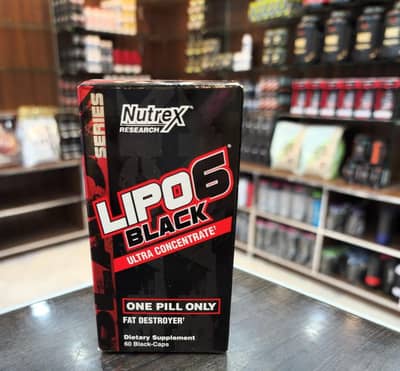 SERIES
Nutrex
RESEARCH
LIPO6
BLACK
ULTRA CONCENTRATE†
ONE PILL ONLY
FAT DESTROYER†
Dietary Supplement
60 Black-Caps